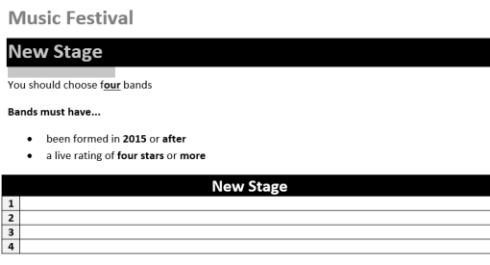 Music Festival
New Stage
You should choose four bands
Bands must have...
• been formed in 2015 or after
• a live rating of four stars or more
New Stage
1
2
3
4